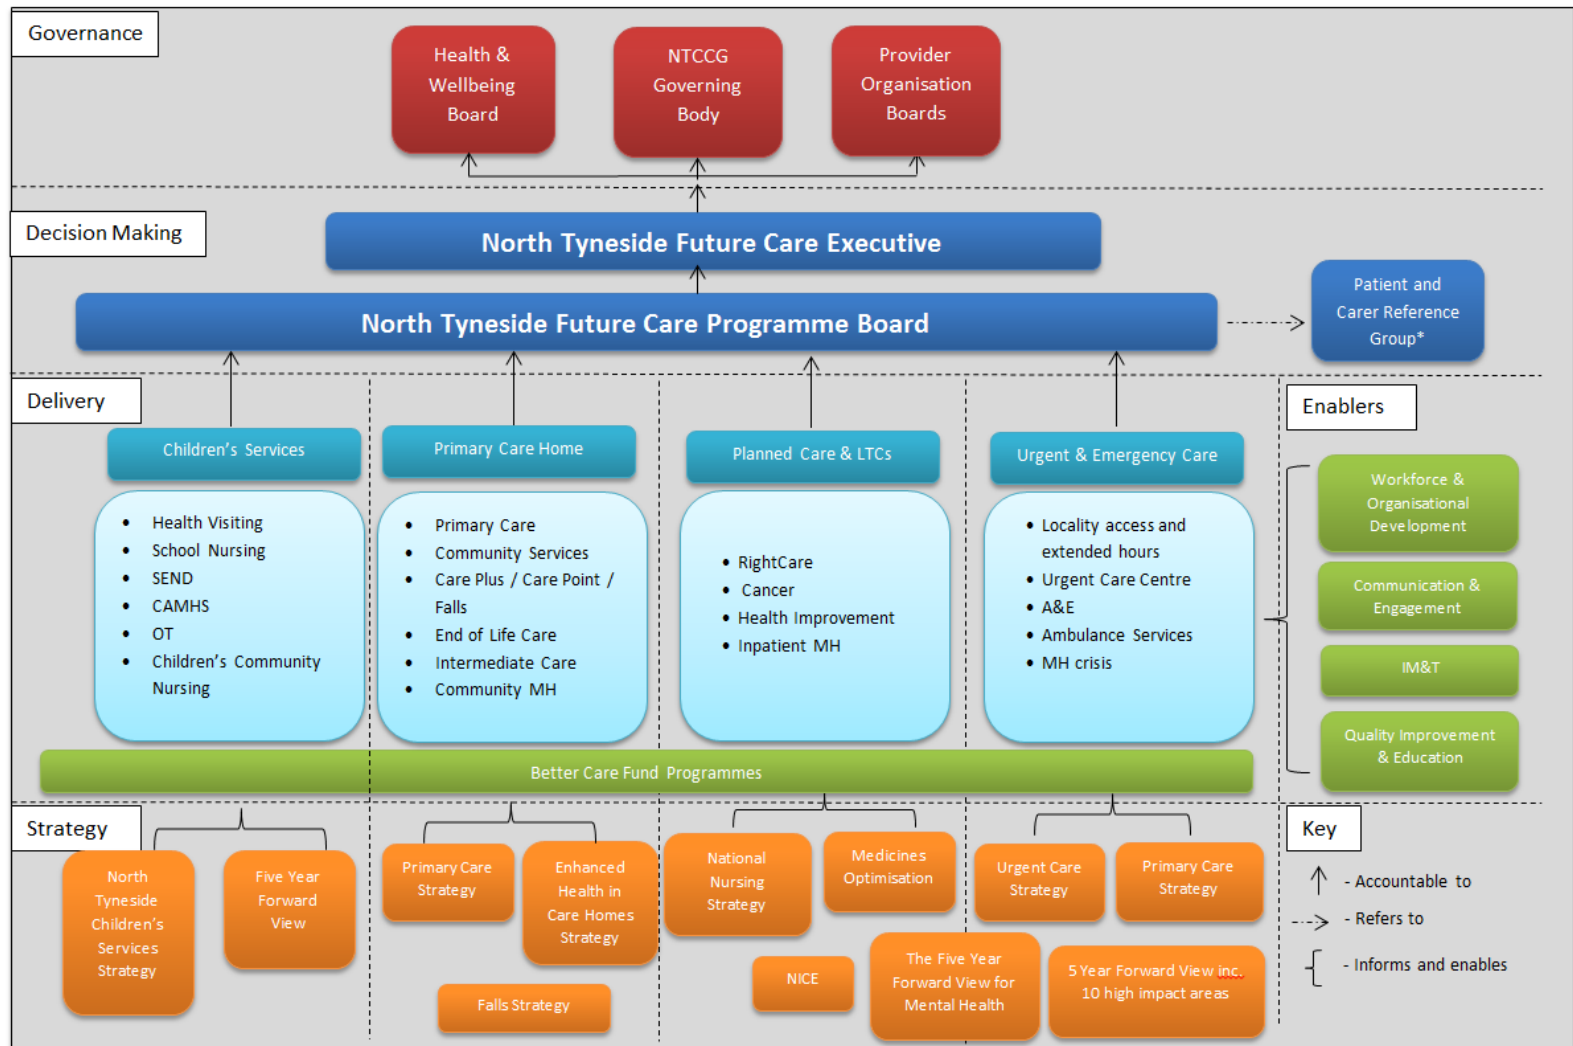 Governance
Health &
Wellbeing
Board
NTCCG
Governing
Body
Provider
Organisation
Boards
Decision Making
North Tyneside Future Care Executive
North Tyneside Future Care Programme Board
Patient and
Carer Reference
Group*
Delivery
Enablers
Children's Services
Primary Care Home
Planned Care & LTCs
Urgent & Emergency Care
• Health Visiting
• School Nursing
• SEND
• CAMHS
• OT
• Children's Community
Nursing
• Primary Care
• Community Services
• Care Plus / Care Point /
Falls
• End of Life Care
• Intermediate Care
• Community MH
• RightCare
• Cancer
• Health Improvement
• Inpatient MH
• Locality access and
extended hours
• Urgent Care Centre
• A&E
• Ambulance Services
• MH crisis
Workforce &
Organisational
Development
Communication &
Engagement
IM&T
Quality Improvement
& Education
Better Care Fund Programmes
Strategy
North
Tyneside
Children's
Services
Strategy
Five Year
Forward
View
Primary Care
Strategy
Enhanced
Health in
Care Homes
Strategy
Falls Strategy
National
Nursing
Strategy
Medicines
Optimisation
NICE
The Five Year
Forward View for
Mental Health
Urgent Care
Strategy
Primary Care
Strategy
5 Year Forward View inc.
10 high impact areas
Key
- Accountable to
- Refers to
- Informs and enables